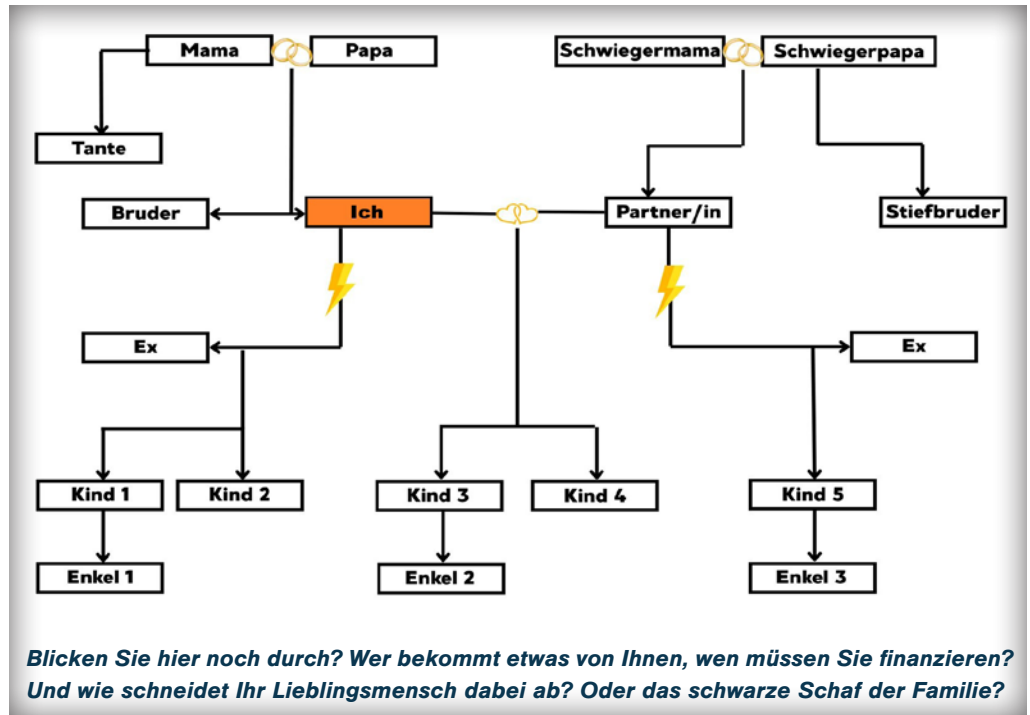 Mama
Papa
Schwiegermama
Schwiegerpapa
Tante
Bruder
Ich
Partner/in
Stiefbruder
Ex
Ex
Kind 1
Kind 2
Kind 3
Kind 4
Kind 5
Enkel 1
Enkel 2
Enkel 3
Blicken Sie hier noch durch? Wer bekommt etwas von Ihnen, wen müssen Sie finanzieren?
Und wie schneidet Ihr Lieblingsmensch dabei ab? Oder das schwarze Schaf der Familie?